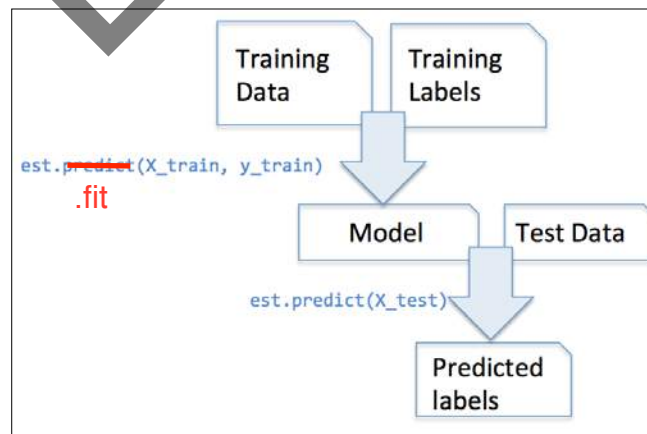 Training
Data
Training
Labels
est.predict(X_train, y_train)
.fit
Model
Test Data
est.predict(X_test)
Predicted
labels